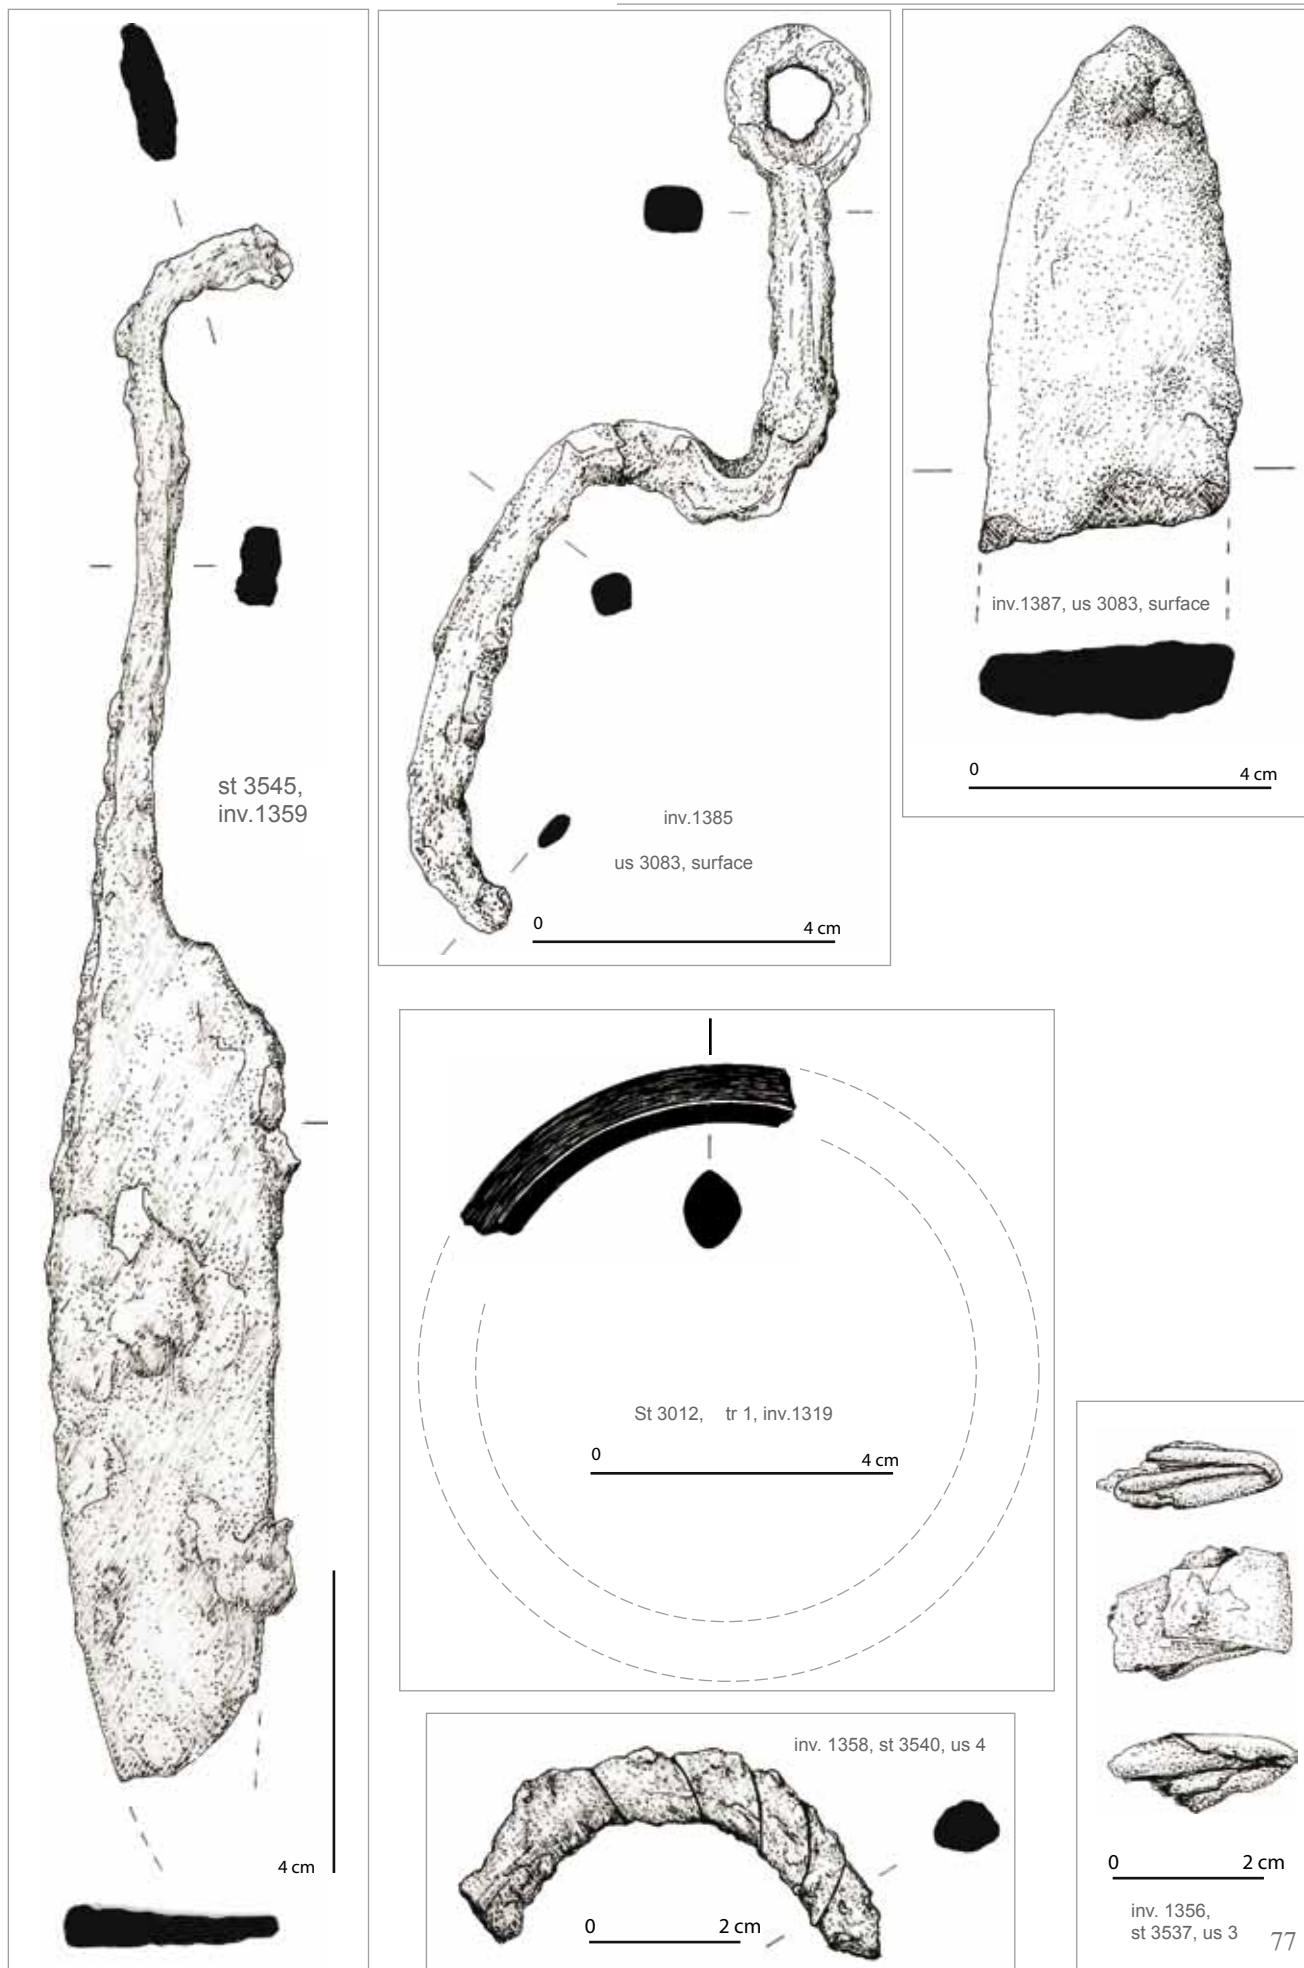 st 3545,
inv.1359
4 cm
inv.1385
us 3083, surface
0 4 cm
inv.1387, us 3083, surface
0 4 cm
St 3012, tr 1, inv.1319
0 4 cm
inv. 1358, st 3540, us 4
0 2 cm
0 2 cm
inv. 1356,
st 3537, us 3
77